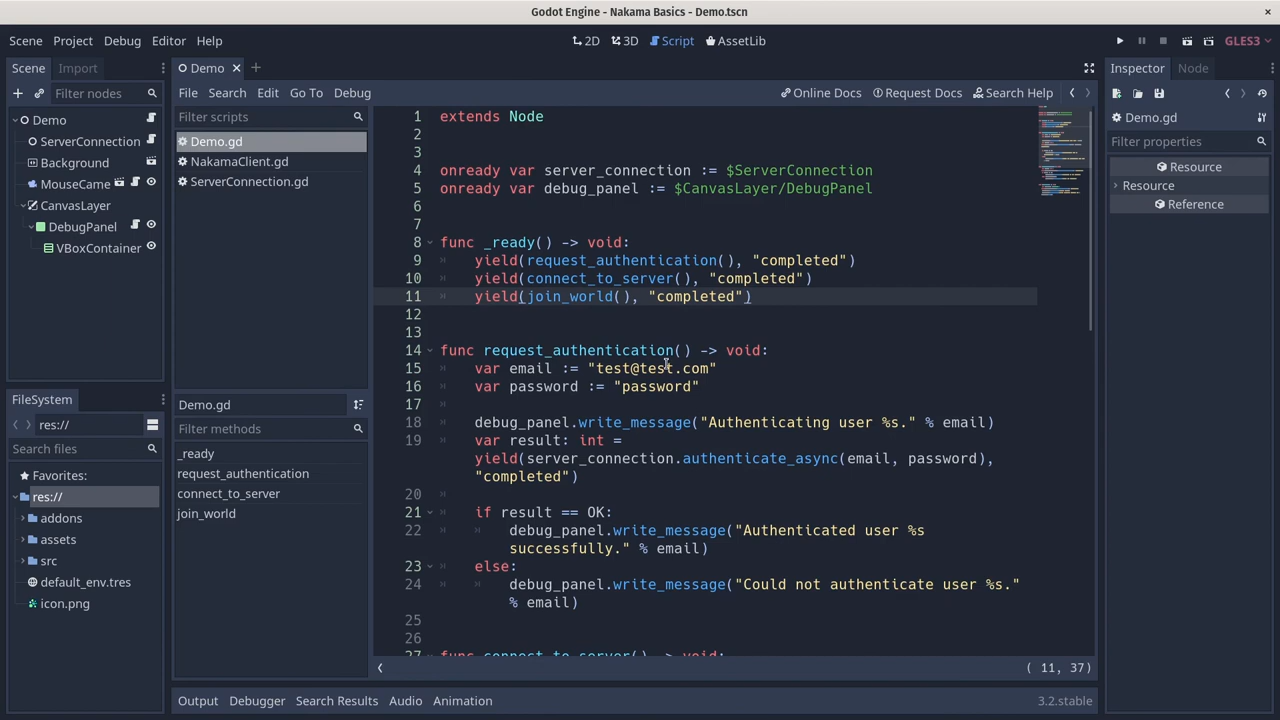 Godot Engine - Nakama Basics - Demo.tscn
×
Scene Project Debug Editor Help
2D 3D Script AssetLib
GLES3
Scene Import
Filter nodes
Demo
ServerConnection
Background
MouseCame
CanvasLayer
DebugPanel
VBoxContainer
FileSystem
res://
Search files
Favorites:
res://
addons
assets
src
default_env.tres
icon.png
Demo × +
File Search Edit Go To Debug
Online Docs Request Docs Search Help
Filter scripts
Demo.gd
NakamaClient.gd
ServerConnection.gd
Demo.gd
Filter methods
_ready
request_authentication
connect_to_server
join_world
1 extends Node
2
3
4 onready var server_connection := $ServerConnection
5 onready var debug_panel := $CanvasLayer/DebugPanel
6
7
8 func _ready() -> void:
9 yield(request_authentication(), "completed")
10 yield(connect_to_server(), "completed")
11 yield(join_world(), "completed")
12
13
14 func request_authentication() -> void:
15 var email := "test@test.com"
16 var password := "password"
17
18 debug_panel.write_message("Authenticating user %s." % email)
19 var result: int =
yield(server_connection.authenticate_async(email, password),
"completed")
20
21 if result == OK:
22 debug_panel.write_message("Authenticated user %s
successfully." % email)
23 else:
24 debug_panel.write_message("Could not authenticate user %s."
% email)
25
26
27 func connect_to_server() -> void:
( 11, 37)
Output Debugger Search Results Audio Animation
3.2.stable
Inspector Node
Demo.gd
Filter properties
Resource
Resource
Reference